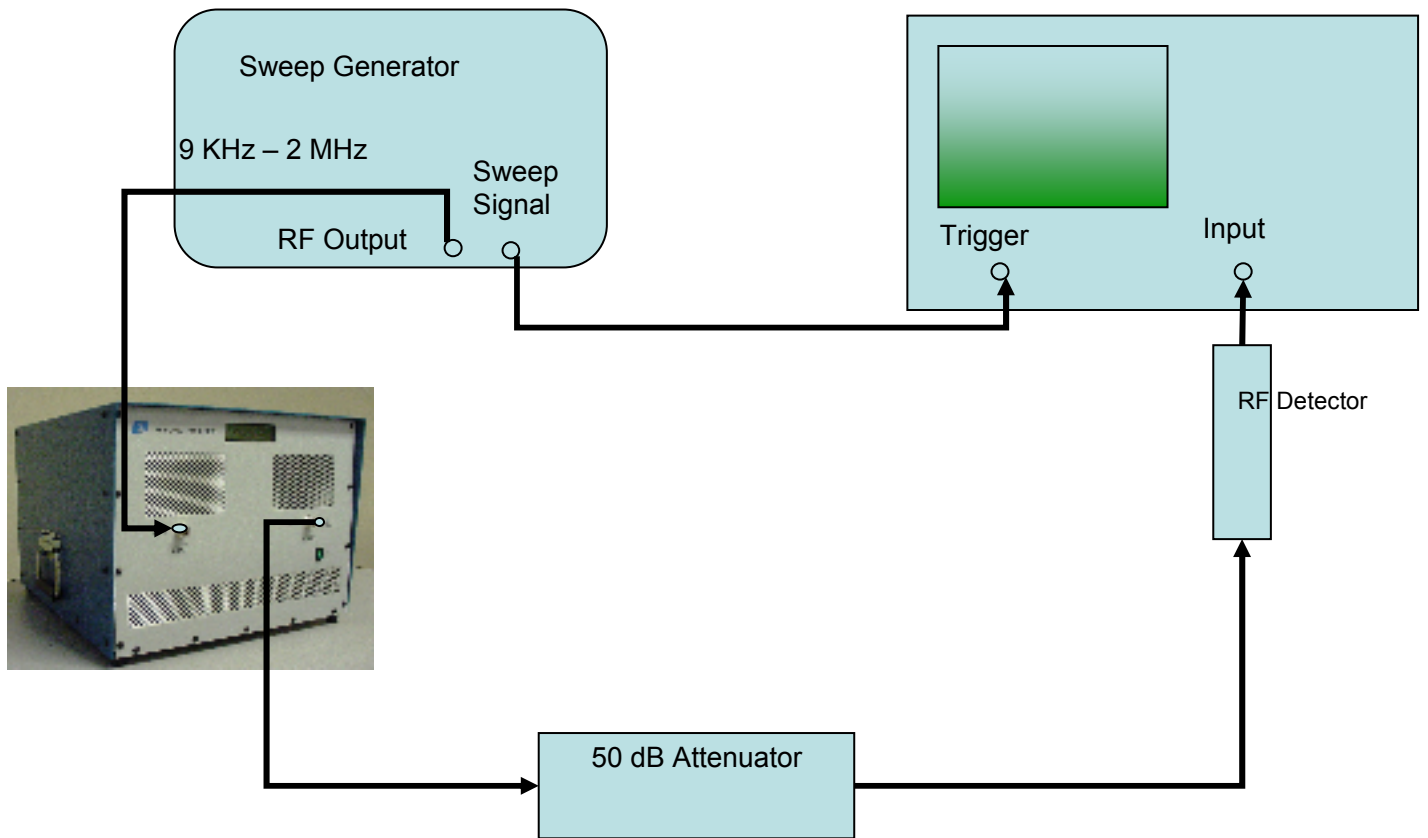 Sweep Generator
9 KHz – 2 MHz
Sweep
Signal
RF Output
Trigger
Input
RF Detector
50 dB Attenuator